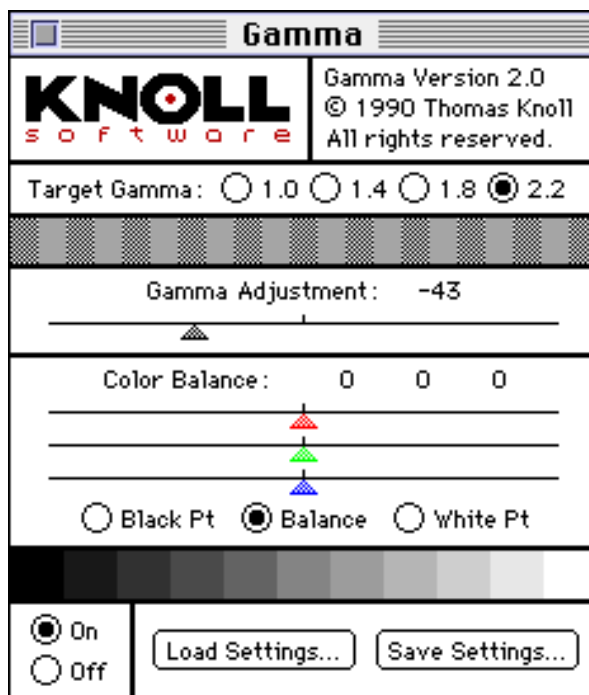 Gamma
KNOLL
software
Gamma Version 2.0
© 1990 Thomas Knoll
All rights reserved.
Target Gamma: 1.0 1.4 1.8 2.2
Gamma Adjustment: -43
Color Balance: 0 0 0
Black Pt Balance White Pt
On
Off
Load Settings... Save Settings...